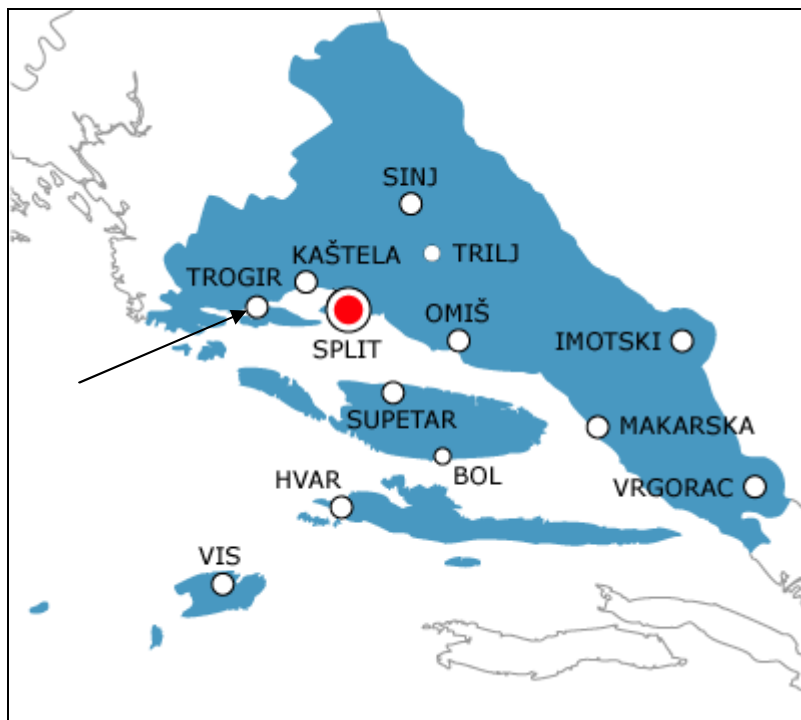 SINJ
TRILJ
KAŠTELA
TROGIR
OMIŠ
SPLIT
IMOTSKI
SUPETAR
MAKARSKA
BOL
HVAR
VRGORAC
VIS